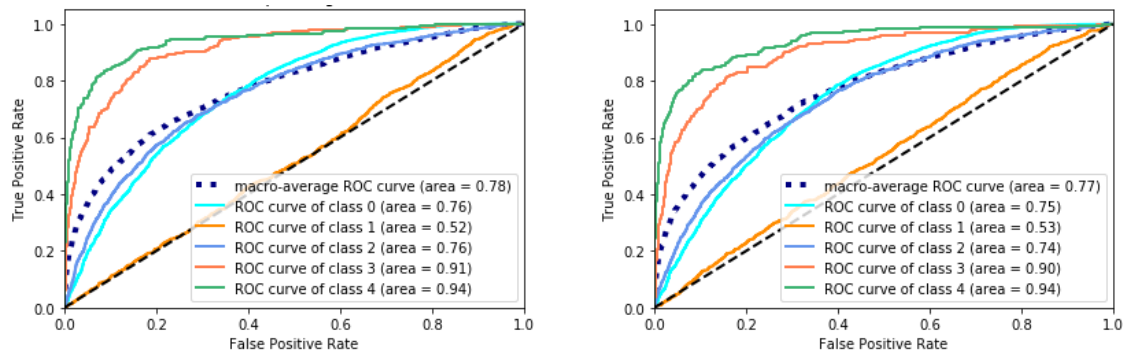 1.0
0.8
0.6
0.4
0.2
0.0
True Positive Rate
macro-average ROC curve (area = 0.78)
ROC curve of class 0 (area = 0.76)
ROC curve of class 1 (area = 0.52)
ROC curve of class 2 (area = 0.76)
ROC curve of class 3 (area = 0.91)
ROC curve of class 4 (area = 0.94)
0.0 0.2 0.4 0.6 0.8 1.0
False Positive Rate
1.0
0.8
0.6
0.4
0.2
0.0
True Positive Rate
macro-average ROC curve (area = 0.77)
ROC curve of class 0 (area = 0.75)
ROC curve of class 1 (area = 0.53)
ROC curve of class 2 (area = 0.74)
ROC curve of class 3 (area = 0.90)
ROC curve of class 4 (area = 0.94)
0.0 0.2 0.4 0.6 0.8 1.0
False Positive Rate